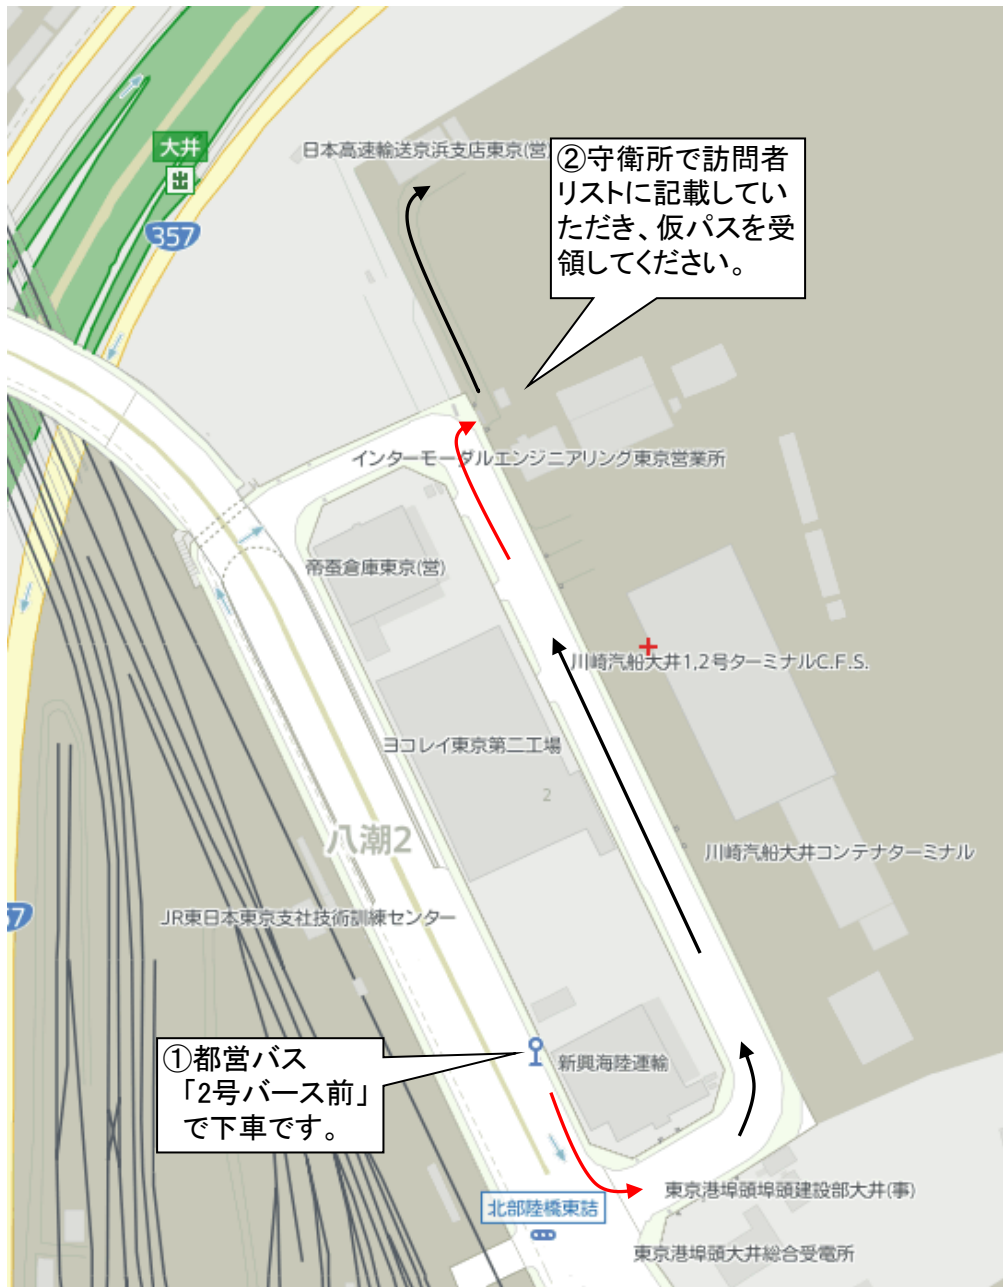 大井
出
357
日本高速輸送京浜支店東京(営)
②守衛所で訪問者
リストに記載してい
ただき、仮パスを受
領してください。
インターモーダルエンジニアリング東京営業所
帝蚕倉庫東京(営)
川崎汽船大井1,2号ターミナルC.F.S.
ヨコレイ東京第二工場
2
八潮2
川崎汽船大井コンテナターミナル
57
JR東日本東京支社技術訓練センター
①都営バス
「2号バース前」
で下車です。
新興海陸運輸
東京港埠頭埠頭建設部大井(事)
北部陸橋東詰
東京港埠頭大井総合受電所